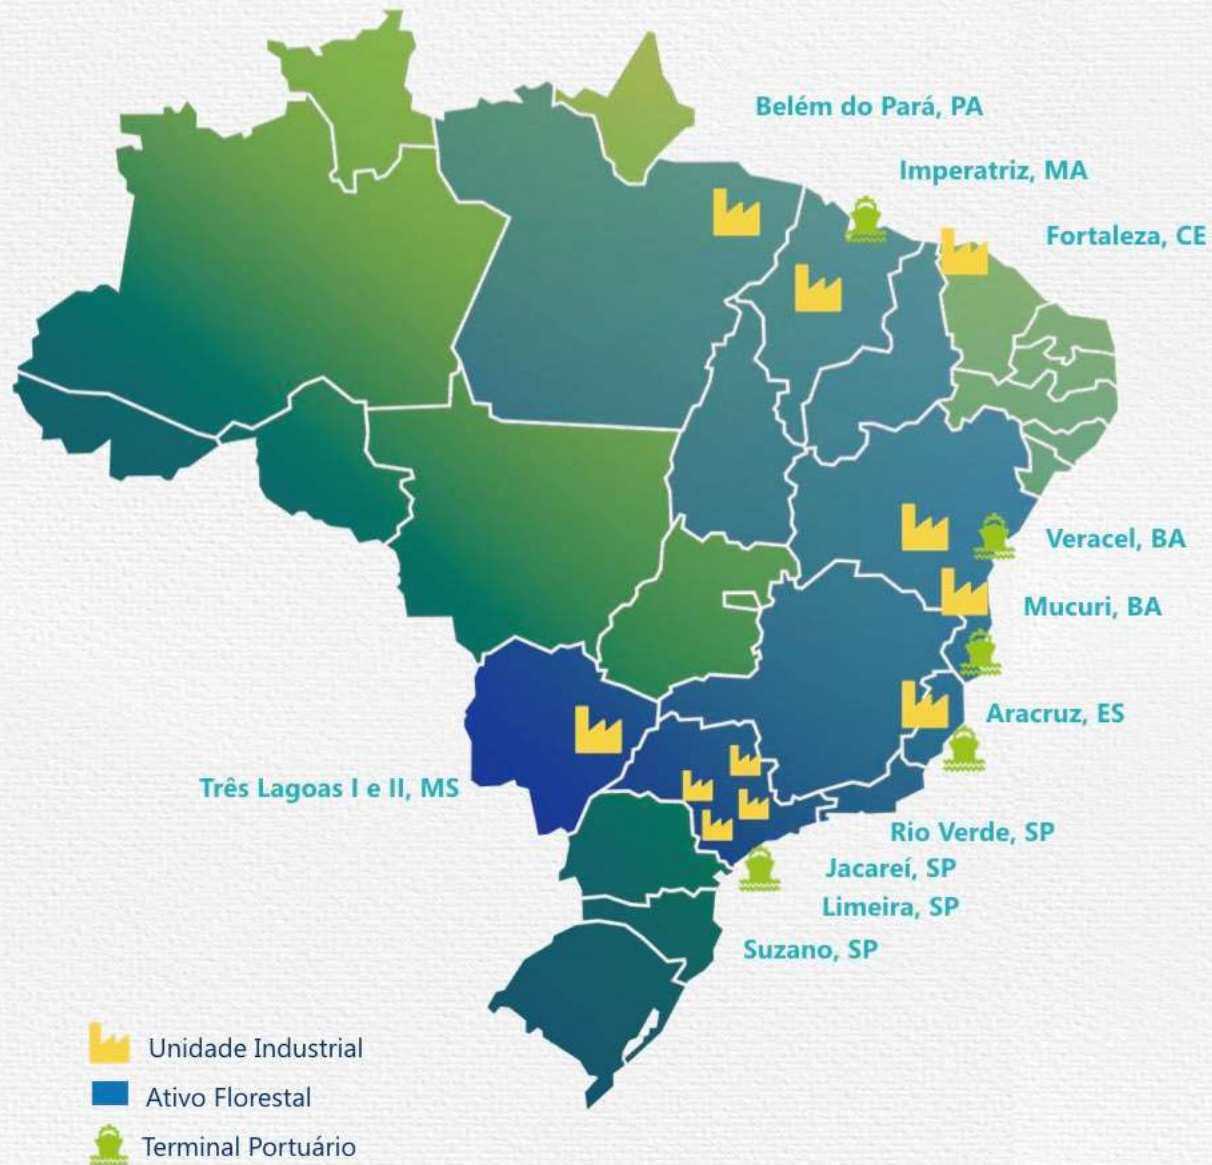 Belém do Pará, PA
Imperatriz, MA
Fortaleza, CE
Veracel, BA
Mucuri, BA
Aracruz, ES
Três Lagoas I e II, MS
Rio Verde, SP
Jacareí, SP
Limeira, SP
Suzano, SP
Unidade Industrial
Ativo Florestal
Terminal Portuário